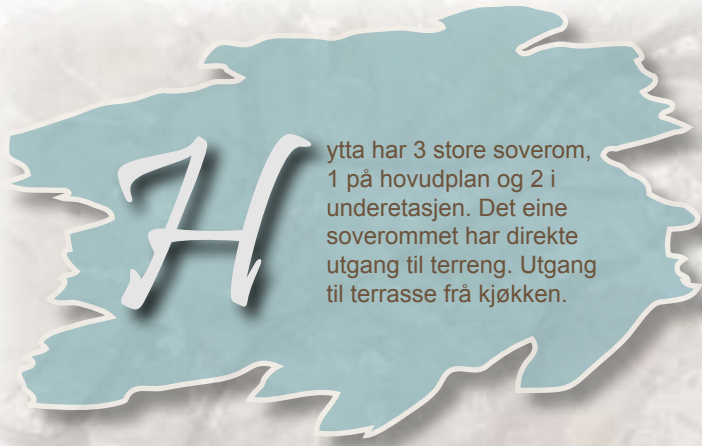 Hytta har 3 store soverom,
1 på hovudplan og 2 i
underetasjen. Det eine
soverommet har direkte
utgang til terreng. Utgang
til terrasse frå kjøkken.